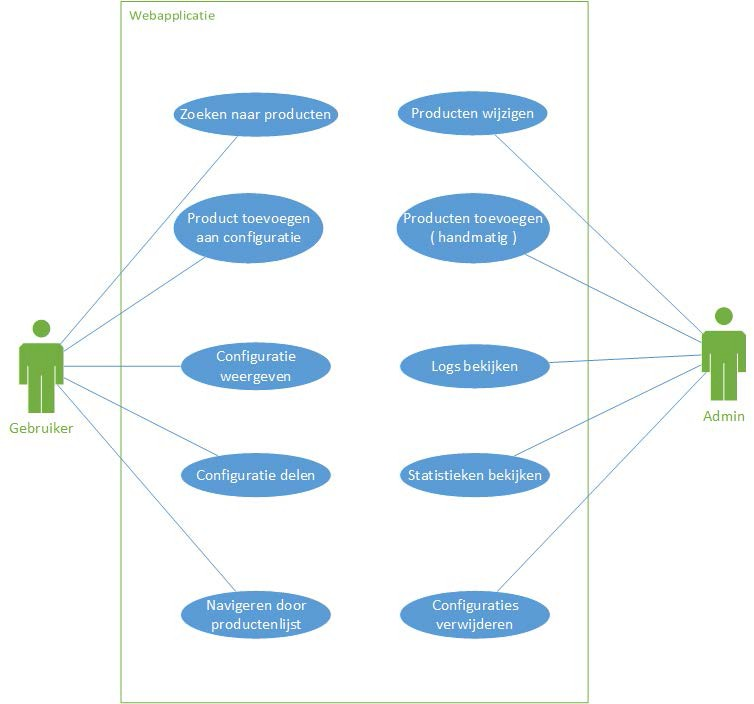 Webapplicatie
Zoeken naar producten
Producten wijzigen
Product toevoegen
aan configuratie
Producten toevoegen
( handmatig )
Configuratie
weergeven
Logs bekijken
Gebruiker
Admin
Configuratie delen
Statistieken bekijken
Navigeren door
productenlijst
Configuraties
verwijderen